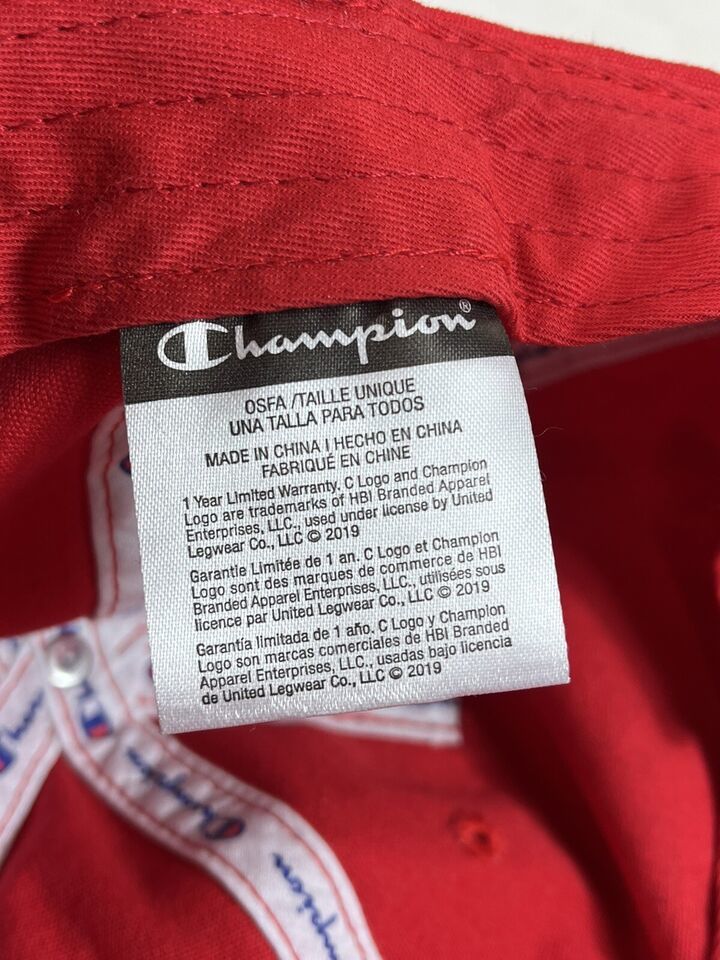 Champion®
OSFA /TAILLE UNIQUE
UNA TALLA PARA TODOS
MADE IN CHINA | HECHO EN CHINA
FABRIQUÉ EN CHINE
1 Year Limited Warranty. C Logo and Champion
Logo are trademarks of HBI Branded Apparel
Enterprises, LLC., used under license by United
Legwear Co., LLC © 2019
Garantie Limitée de 1 an. C Logo et Champion
Logo sont des marques de commerce de HBI
Branded Apparel Enterprises, LLC., utilisées sous
licence par United Legwear Co., LLC © 2019
Garantía limitada de 1 año. C Logo y Champion
Logo son marcas comerciales de HBI Branded
Apparel Enterprises, LLC., usadas bajo licencia
de United Legwear Co., LLC © 2019
Champion
Champion